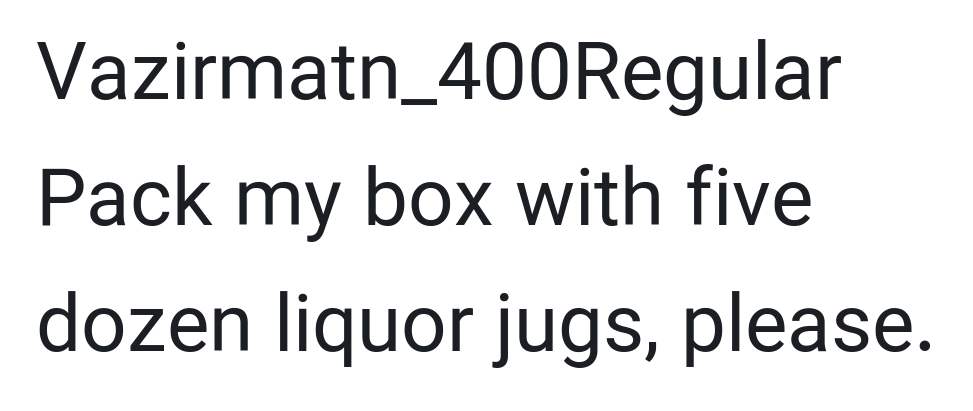 Vazirmatn_400Regular
Pack my box with five
dozen liquor jugs, please.